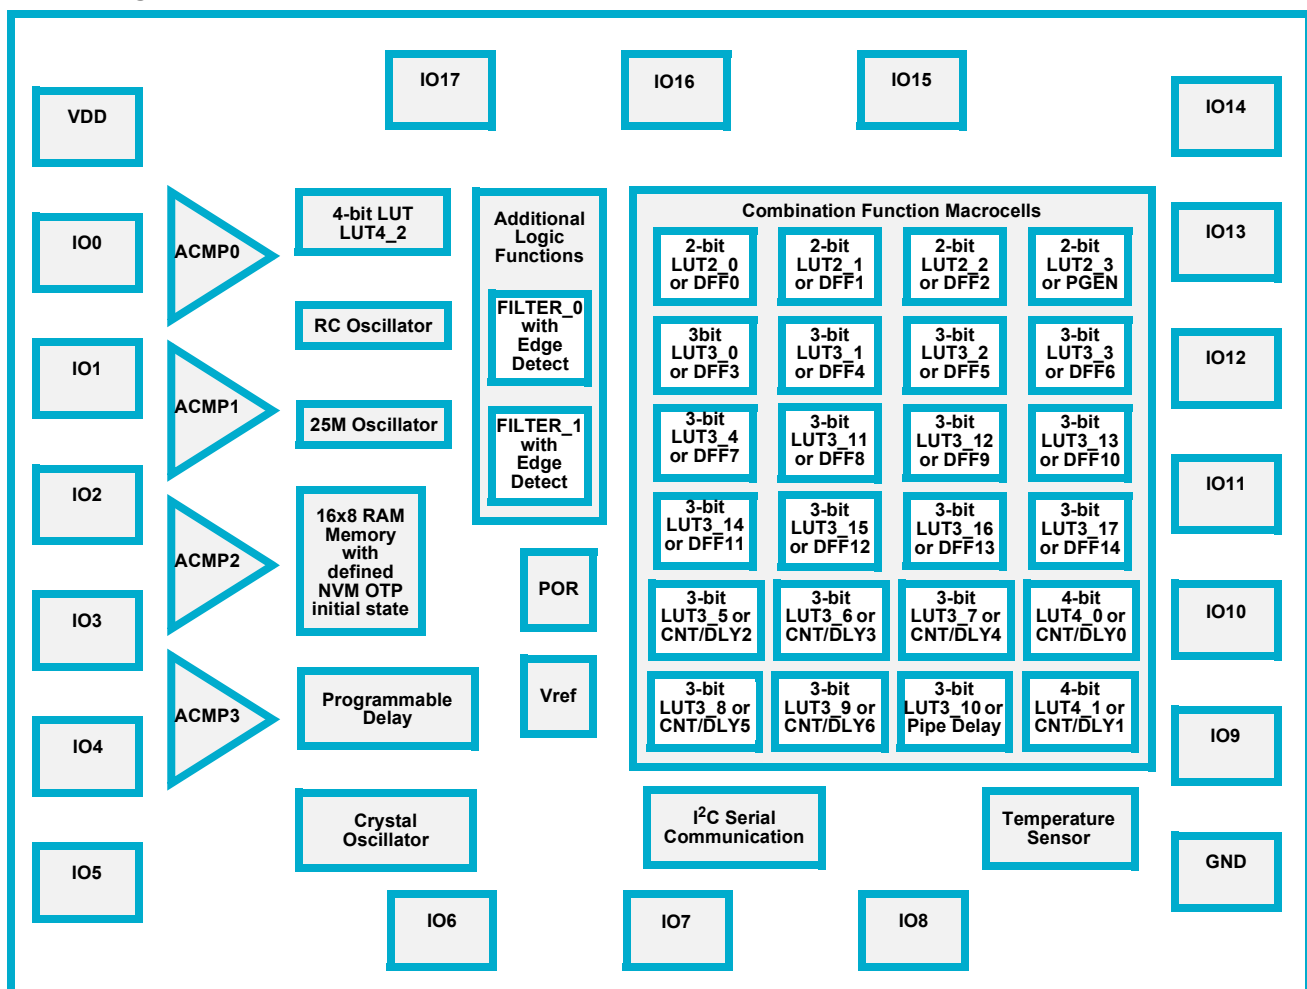 IO17
IO16
IO15
IO14
VDD
IO0
IO1
IO2
IO3
IO4
IO5
ACMP0
ACMP1
ACMP2
ACMP3
4-bit LUT
LUT4_2
RC Oscillator
25M Oscillator
16x8 RAM
Memory
with
defined
NVM OTP
initial state
Programmable
Delay
Crystal
Oscillator
Additional
Logic
Functions
FILTER_0
with
Edge
Detect
FILTER_1
with
Edge
Detect
POR
Vref
Combination Function Macrocells
2-bit
LUT2_0
or DFF0
2-bit
LUT2_1
or DFF1
2-bit
LUT2_2
or DFF2
2-bit
LUT2_3
or PGEN
3bit
LUT3_0
or DFF3
3-bit
LUT3_1
or DFF4
3-bit
LUT3_2
or DFF5
3-bit
LUT3_3
or DFF6
3-bit
LUT3_4
or DFF7
3-bit
LUT3_11
or DFF8
3-bit
LUT3_12
or DFF9
3-bit
LUT3_13
or DFF10
3-bit
LUT3_14
or DFF11
3-bit
LUT3_15
or DFF12
3-bit
LUT3_16
or DFF13
3-bit
LUT3_17
or DFF14
3-bit
LUT3_5 or
CNT/DLY2
3-bit
LUT3_6 or
CNT/DLY3
3-bit
LUT3_7 or
CNT/DLY4
4-bit
LUT4_0 or
CNT/DLY0
3-bit
LUT3_8 or
CNT/DLY5
3-bit
LUT3_9 or
CNT/DLY6
3-bit
LUT3_10 or
Pipe Delay
4-bit
LUT4_1 or
CNT/DLY1
I²C Serial
Communication
Temperature
Sensor
IO13
IO12
IO11
IO10
IO9
GND
IO6
IO7
IO8